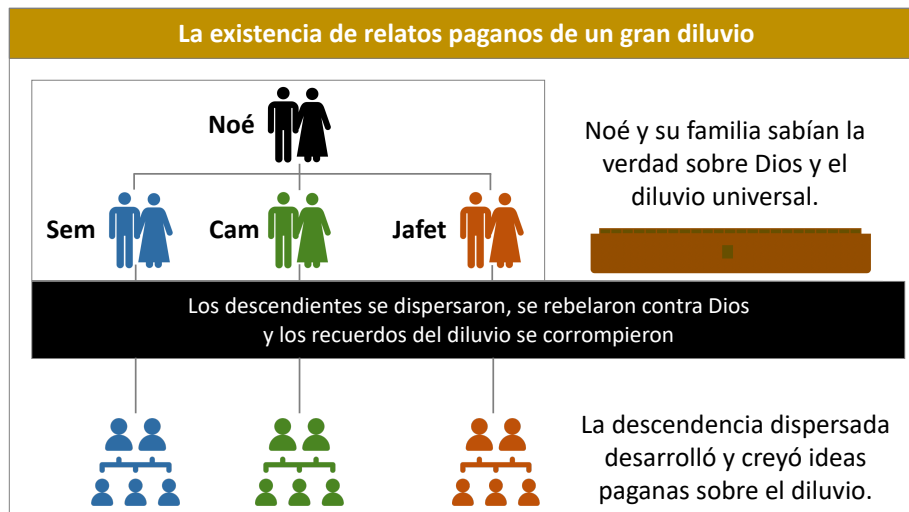 La existencia de relatos paganos de un gran diluvio
Noé
Noé y su familia sabían la
verdad sobre Dios y el
diluvio universal.
Sem
Cam
Jafet
Los descendientes se dispersaron, se rebelaron contra Dios
y los recuerdos del diluvio se corrompieron
La descendencia dispersada
desarrolló y creyó ideas
paganas sobre el diluvio.